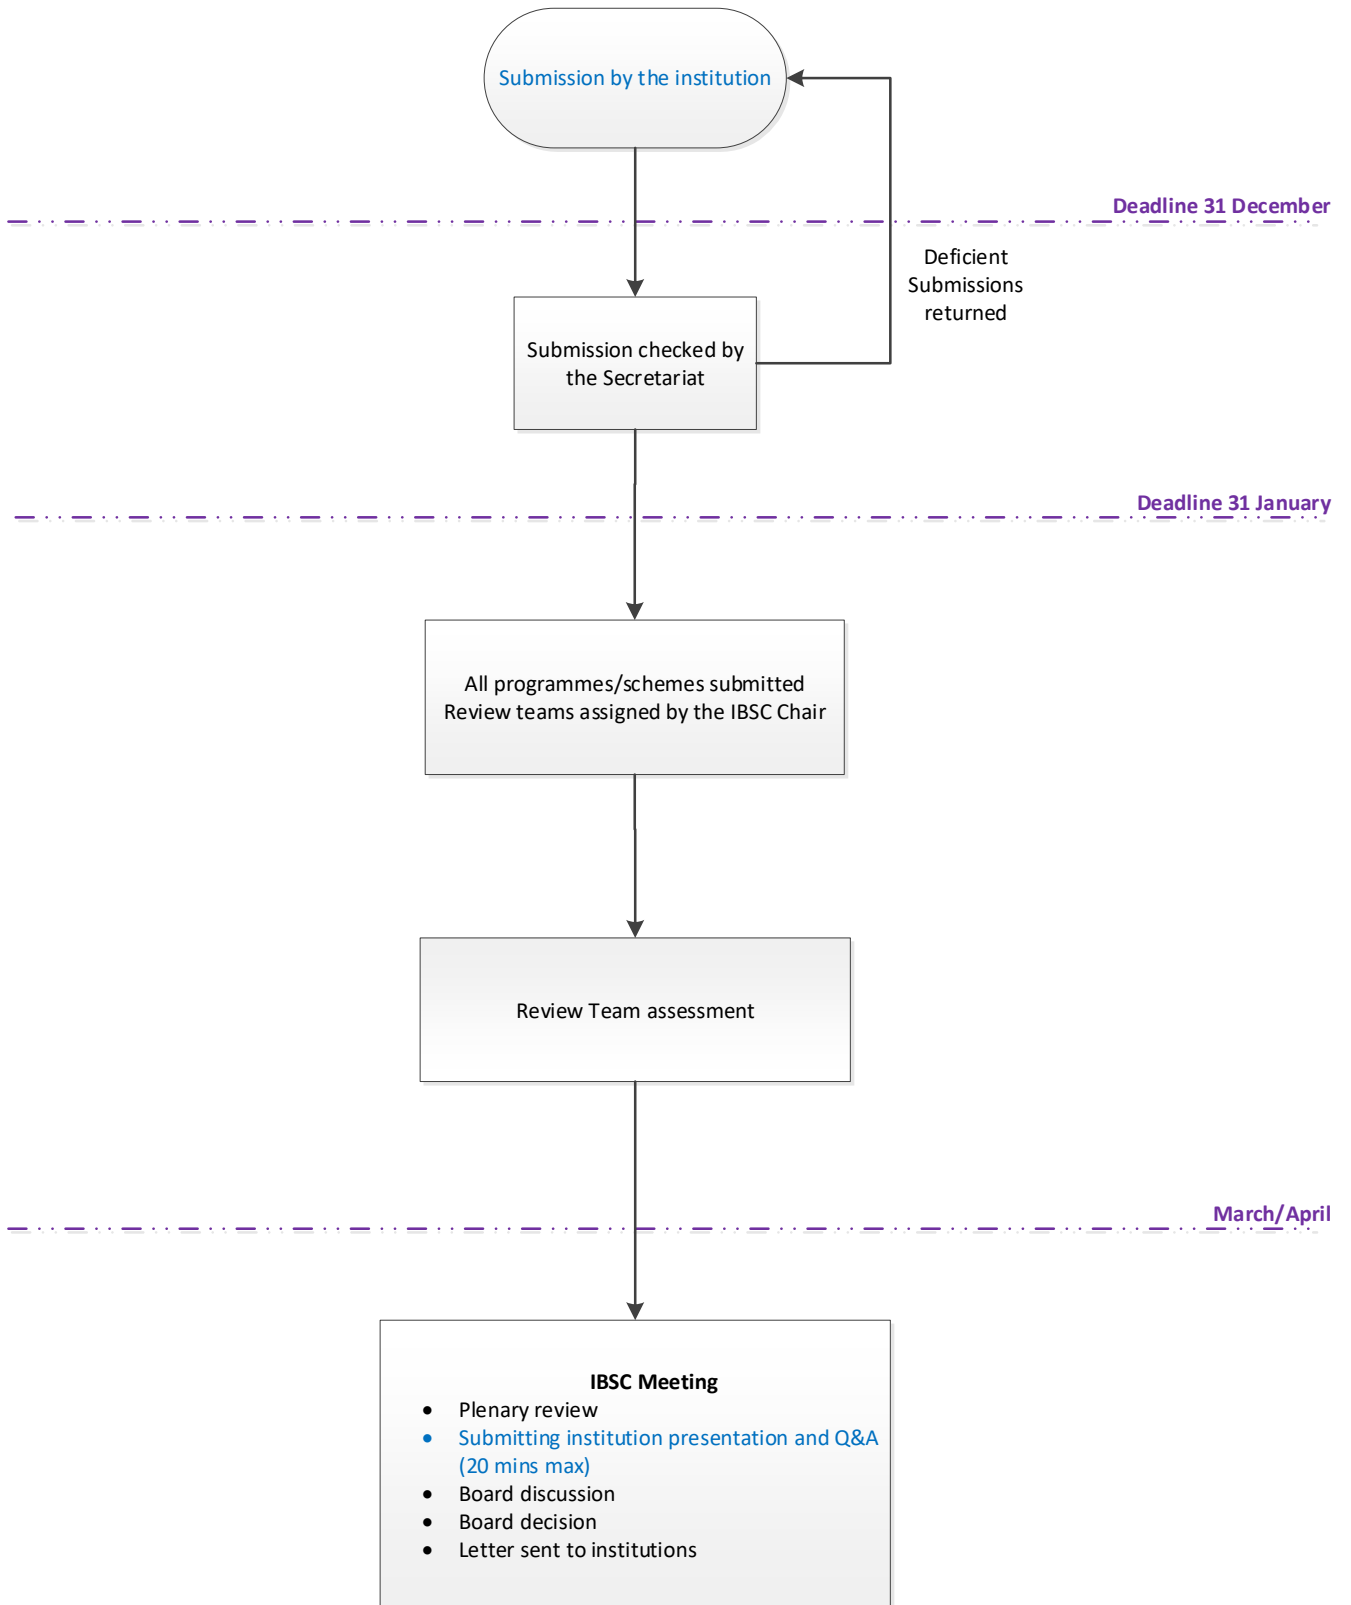 Submission by the institution
Deadline 31 December
Deficient
Submissions
returned
Submission checked by
the Secretariat
Deadline 31 January
All programmes/schemes submitted
Review teams assigned by the IBSC Chair
Review Team assessment
March/April
IBSC Meeting
• Plenary review
• Submitting institution presentation and Q&A
(20 mins max)
• Board discussion
• Board decision
• Letter sent to institutions